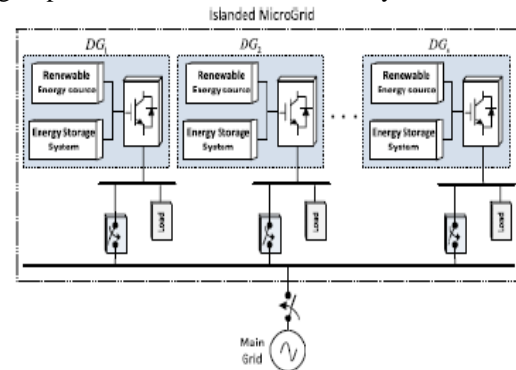 Islanded MicroGrid
DG₁
DG₂
DGₙ
Renewable
Energy source
Energy Storage
System
Load
Renewable
Energy source
Energy Storage
System
Load
Renewable
Energy source
Energy Storage
System
Load
Main
Grid